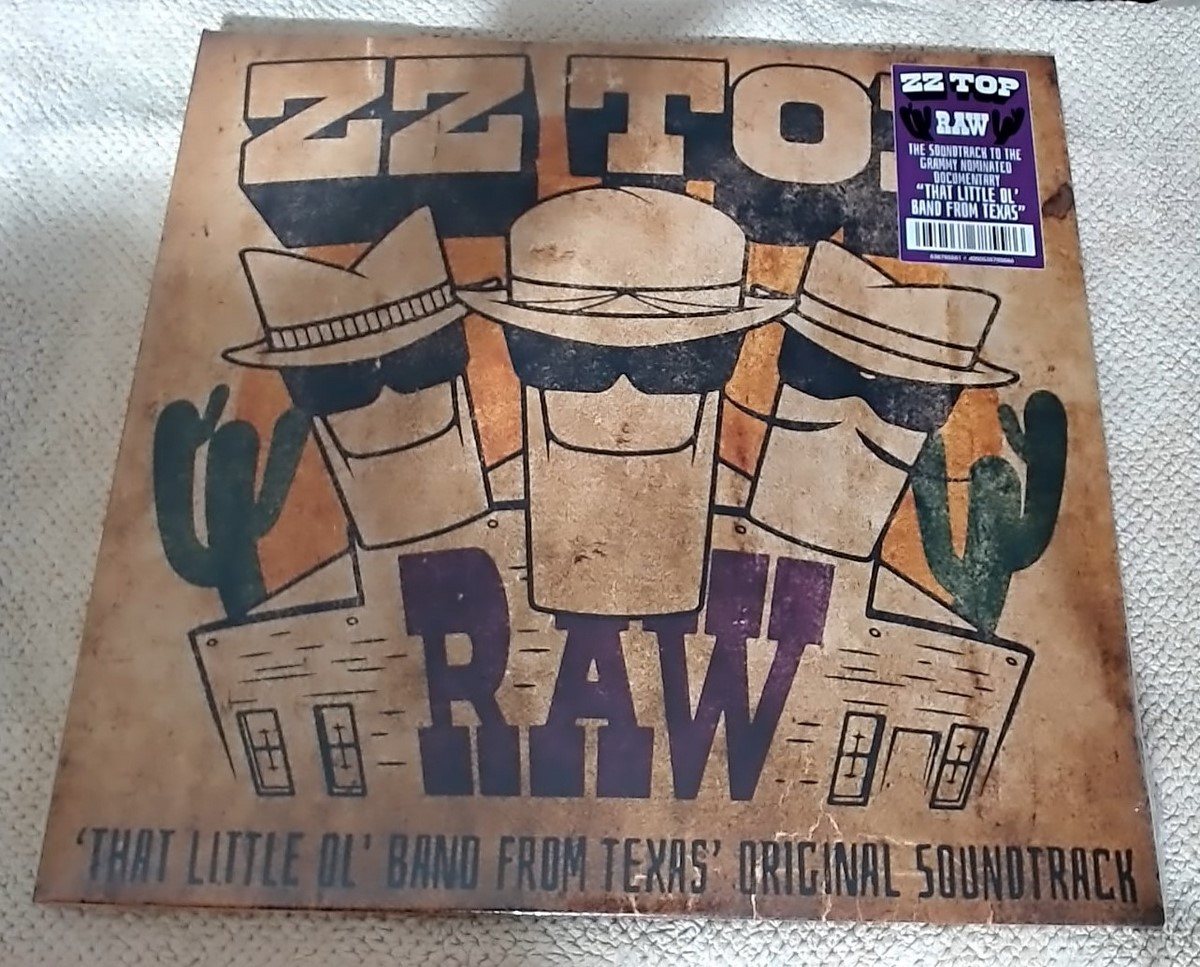 ZZ TOP
ZZ TOP
RAW
THE SOUNDTRACK TO THE
GRAMMY NOMINATED
DOCUMENTARY
"THAT LITTLE OL'
BAND FROM TEXAS"
RAW
'THAT LITTLE OL' BAND FROM TEXAS' ORIGINAL SOUNDTRACK